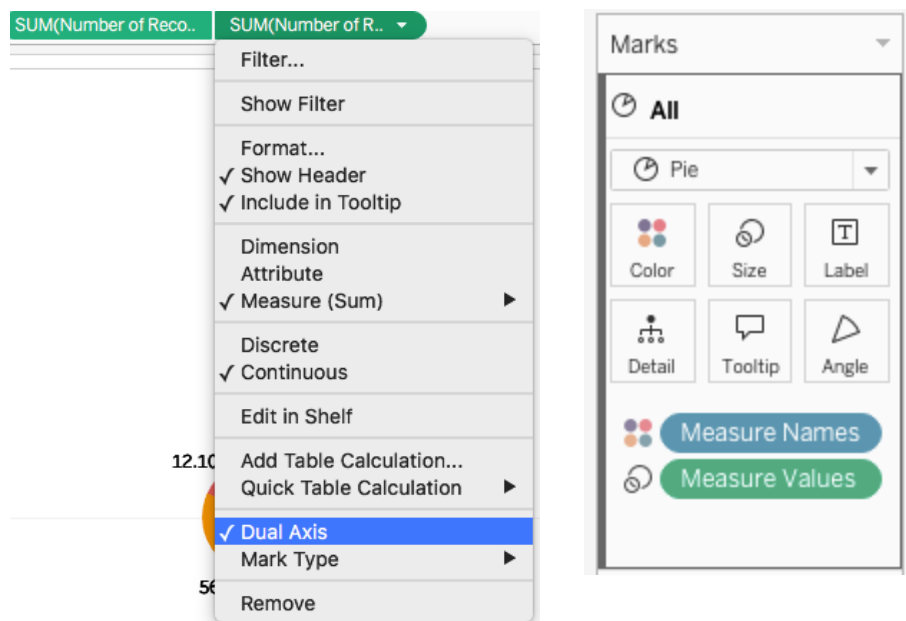 SUM(Number of Reco..
SUM(Number of R..
Filter...
Show Filter
Format...
Show Header
Include in Tooltip
Dimension
Attribute
Measure (Sum)
Discrete
Continuous
Edit in Shelf
12.10
Add Table Calculation...
Quick Table Calculation
Dual Axis
Mark Type
56
Remove
Marks
All
Pie
Color
Size
T
Label
Detail
Tooltip
Angle
Measure Names
Measure Values